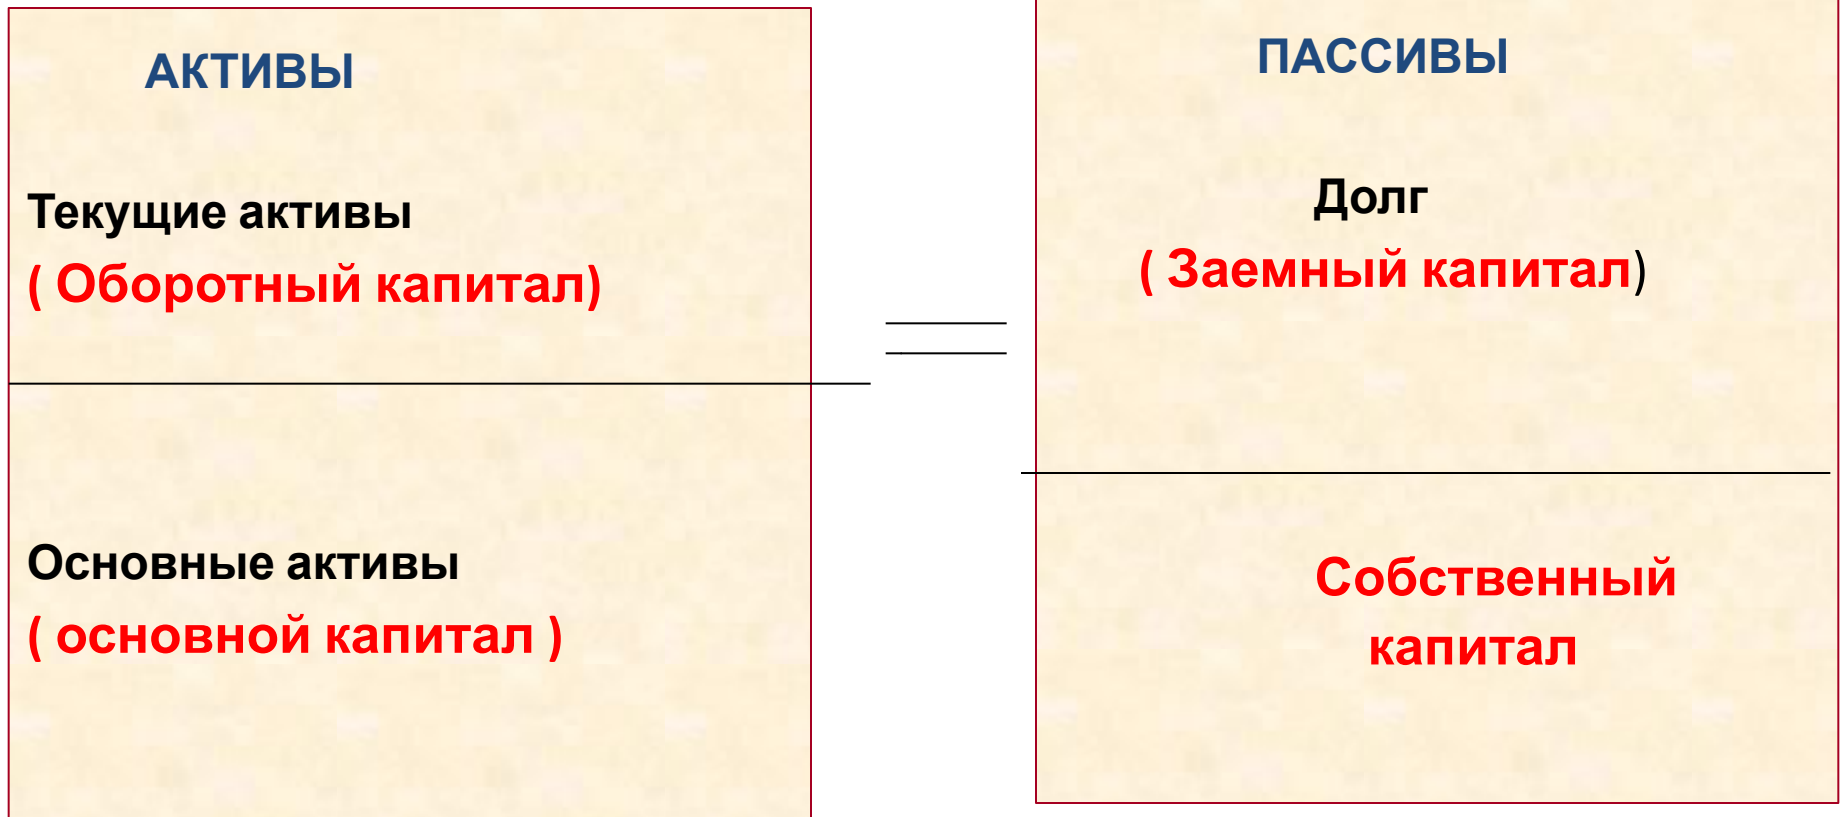 АКТИВЫ
Текущие активы
( Оборотный капитал)
Основные активы
( основной капитал )
ПАССИВЫ
Долг
( Заемный капитал)
Собственный
капитал